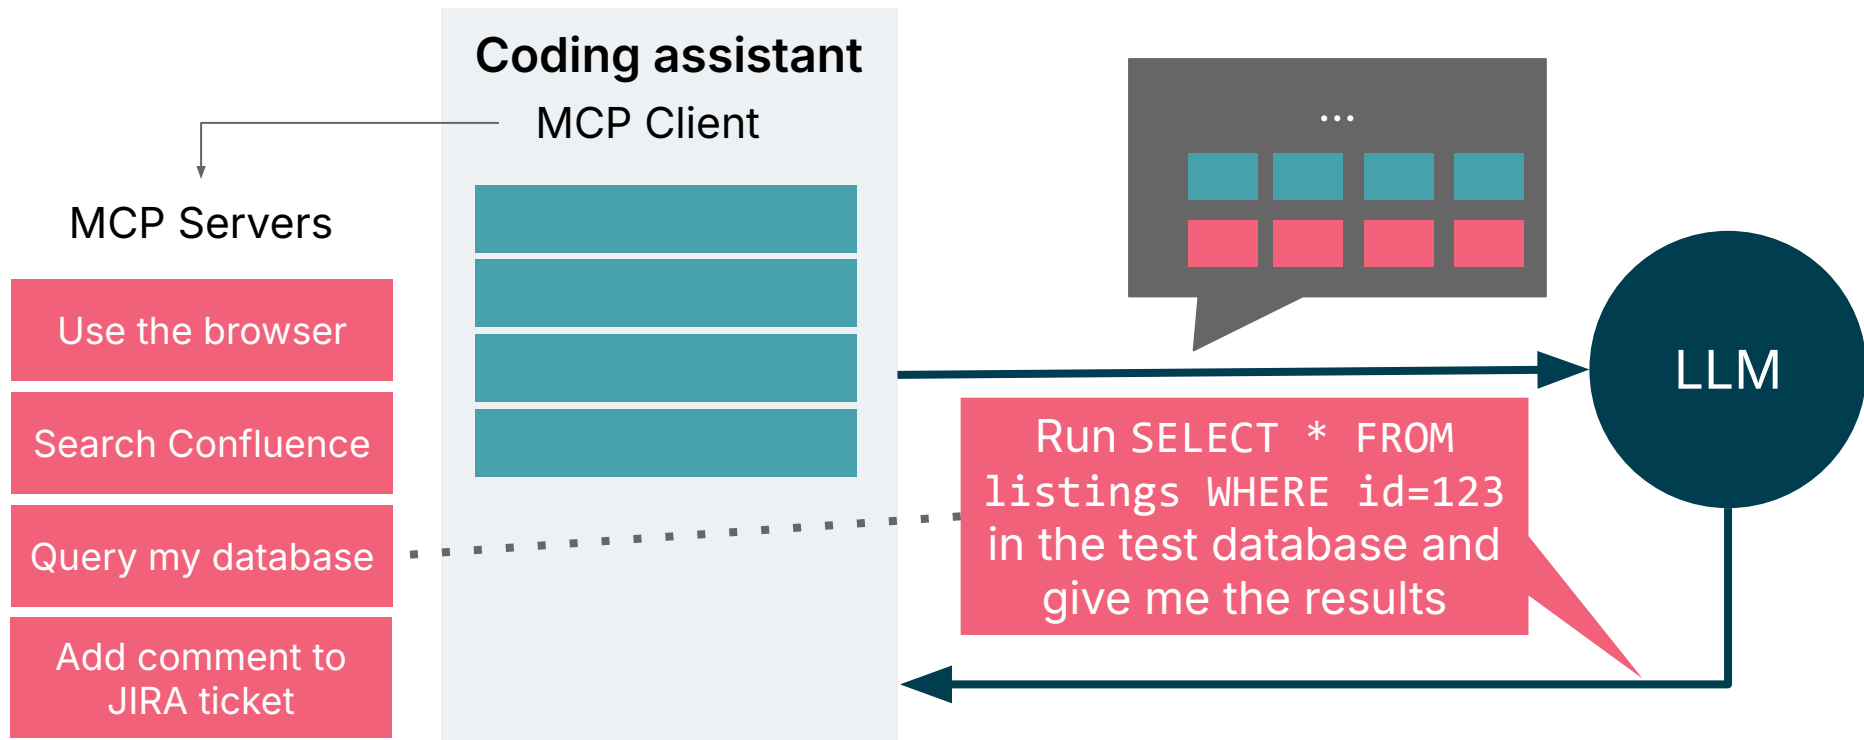 Coding assistant
MCP Client
MCP Servers
Use the browser
Search Confluence
Query my database
Add comment to
JIRA ticket
...
Run SELECT * FROM
listings WHERE id=123
in the test database and
give me the results
LLM